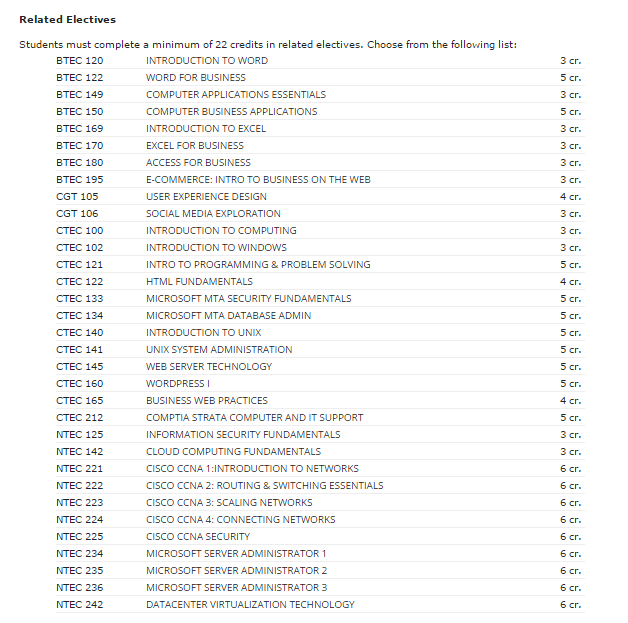 Related Electives
Students must complete a minimum of 22 credits in related electives. Choose from the following list:
BTEC 120 INTRODUCTION TO WORD 3 cr.
BTEC 122 WORD FOR BUSINESS 5 cr.
BTEC 149 COMPUTER APPLICATIONS ESSENTIALS 3 cr.
BTEC 150 COMPUTER BUSINESS APPLICATIONS 5 cr.
BTEC 169 INTRODUCTION TO EXCEL 3 cr.
BTEC 170 EXCEL FOR BUSINESS 3 cr.
BTEC 180 ACCESS FOR BUSINESS 3 cr.
BTEC 195 E-COMMERCE: INTRO TO BUSINESS ON THE WEB 3 cr.
CGT 105 USER EXPERIENCE DESIGN 4 cr.
CGT 106 SOCIAL MEDIA EXPLORATION 3 cr.
CTEC 100 INTRODUCTION TO COMPUTING 3 cr.
CTEC 102 INTRODUCTION TO WINDOWS 3 cr.
CTEC 121 INTRO TO PROGRAMMING & PROBLEM SOLVING 5 cr.
CTEC 122 HTML FUNDAMENTALS 4 cr.
CTEC 133 MICROSOFT MTA SECURITY FUNDAMENTALS 5 cr.
CTEC 134 MICROSOFT MTA DATABASE ADMIN 5 cr.
CTEC 140 INTRODUCTION TO UNIX 5 cr.
CTEC 141 UNIX SYSTEM ADMINISTRATION 5 cr.
CTEC 145 WEB SERVER TECHNOLOGY 5 cr.
CTEC 160 WORDPRESS I 5 cr.
CTEC 165 BUSINESS WEB PRACTICES 4 cr.
CTEC 212 COMPTIA STRATA COMPUTER AND IT SUPPORT 5 cr.
NTEC 125 INFORMATION SECURITY FUNDAMENTALS 3 cr.
NTEC 142 CLOUD COMPUTING FUNDAMENTALS 3 cr.
NTEC 221 CISCO CCNA 1:INTRODUCTION TO NETWORKS 6 cr.
NTEC 222 CISCO CCNA 2: ROUTING & SWITCHING ESSENTIALS 6 cr.
NTEC 223 CISCO CCNA 3: SCALING NETWORKS 6 cr.
NTEC 224 CISCO CCNA 4: CONNECTING NETWORKS 6 cr.
NTEC 225 CISCO CCNA SECURITY 6 cr.
NTEC 234 MICROSOFT SERVER ADMINISTRATOR 1 6 cr.
NTEC 235 MICROSOFT SERVER ADMINISTRATOR 2 6 cr.
NTEC 236 MICROSOFT SERVER ADMINISTRATOR 3 6 cr.
NTEC 242 DATACENTER VIRTUALIZATION TECHNOLOGY 6 cr.